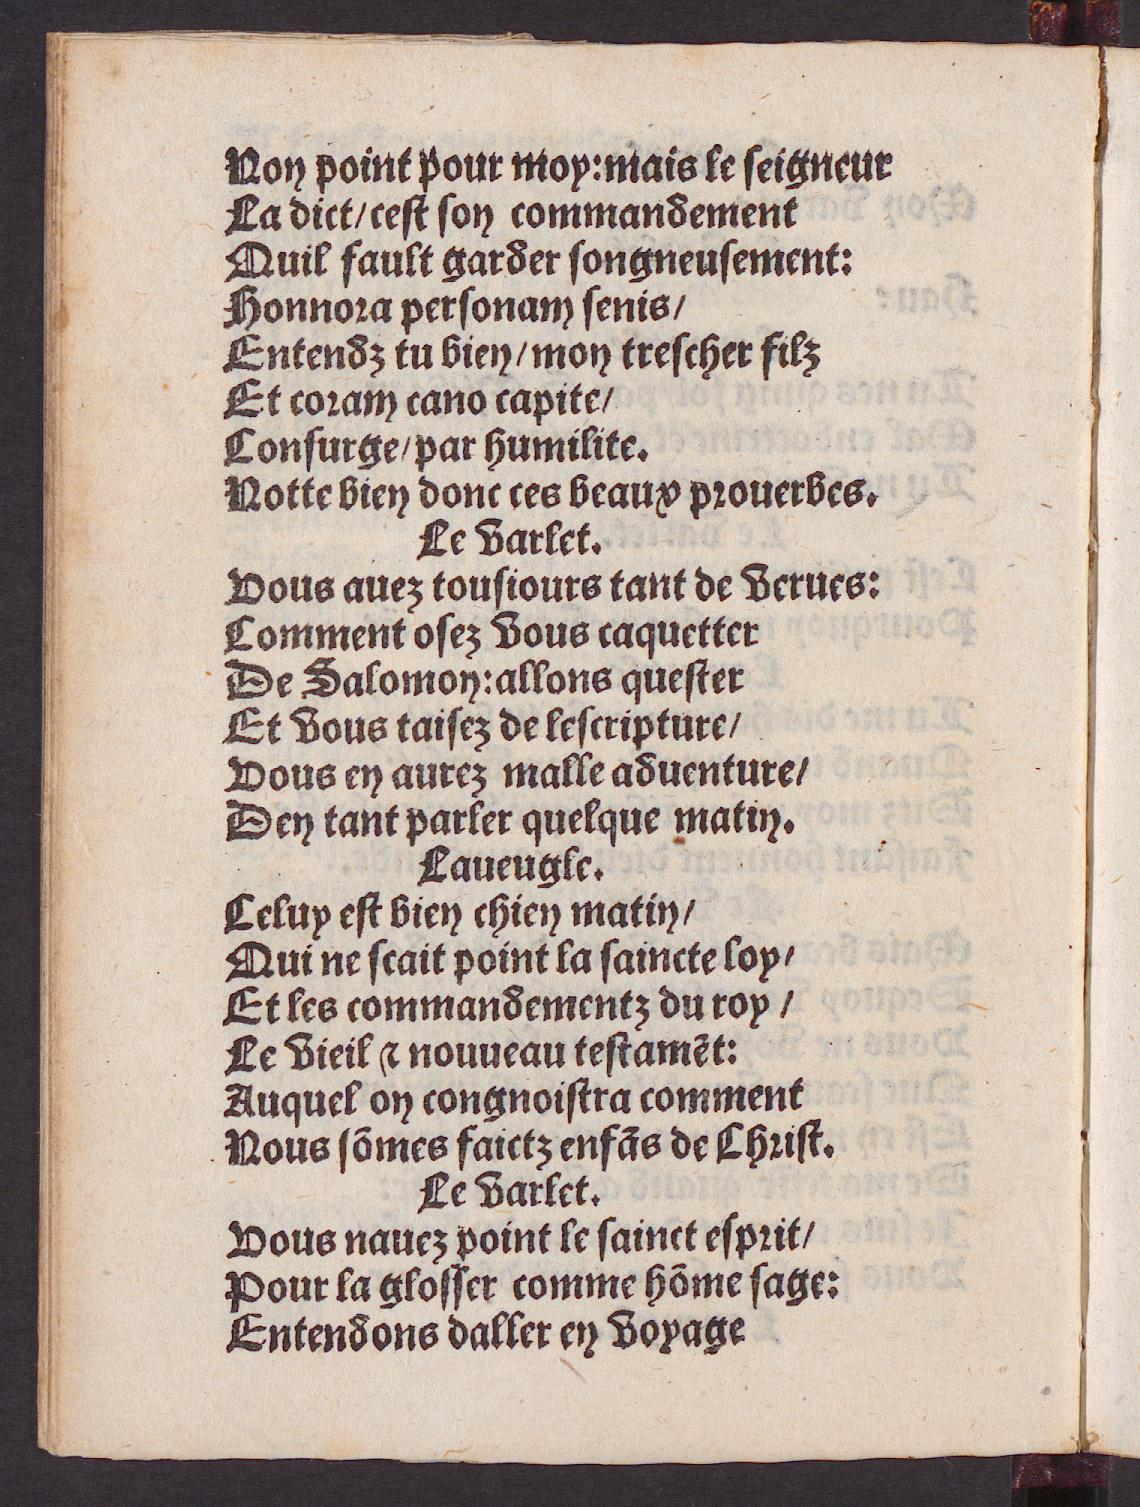 Non point pour moy: mais le seigneur
La dict/ cest son commandement
Quil fault garder songneusement:
Honnora personam senis/
Entendz tu bien/ mon trescher filz
Et coram cano capite/
Consurge/ par humilite.
Notte bien donc ces beaux prouerbes.
Le varlet.
Vous auez tousiours tant de verues:
Comment osez vous caquetter
De Salomon: allons quester
Et vous taisez de lescripture/
Vous en aurez malle aduenture/
Den tant parler quelque matin.
Laueugle.
Celuy est bien chien matin/
Qui ne scait point la saincte loy/
Et les commandementz du roy /
Le vieil ⁊ nouueau testamēt:
Auquel on congnoistra comment
Nous sōmes faictz enfās de Christ.
Le varlet.
Vous nauez point le sainct esprit/
Pour la glosser comme hōme sage:
Entendons daller en voyage